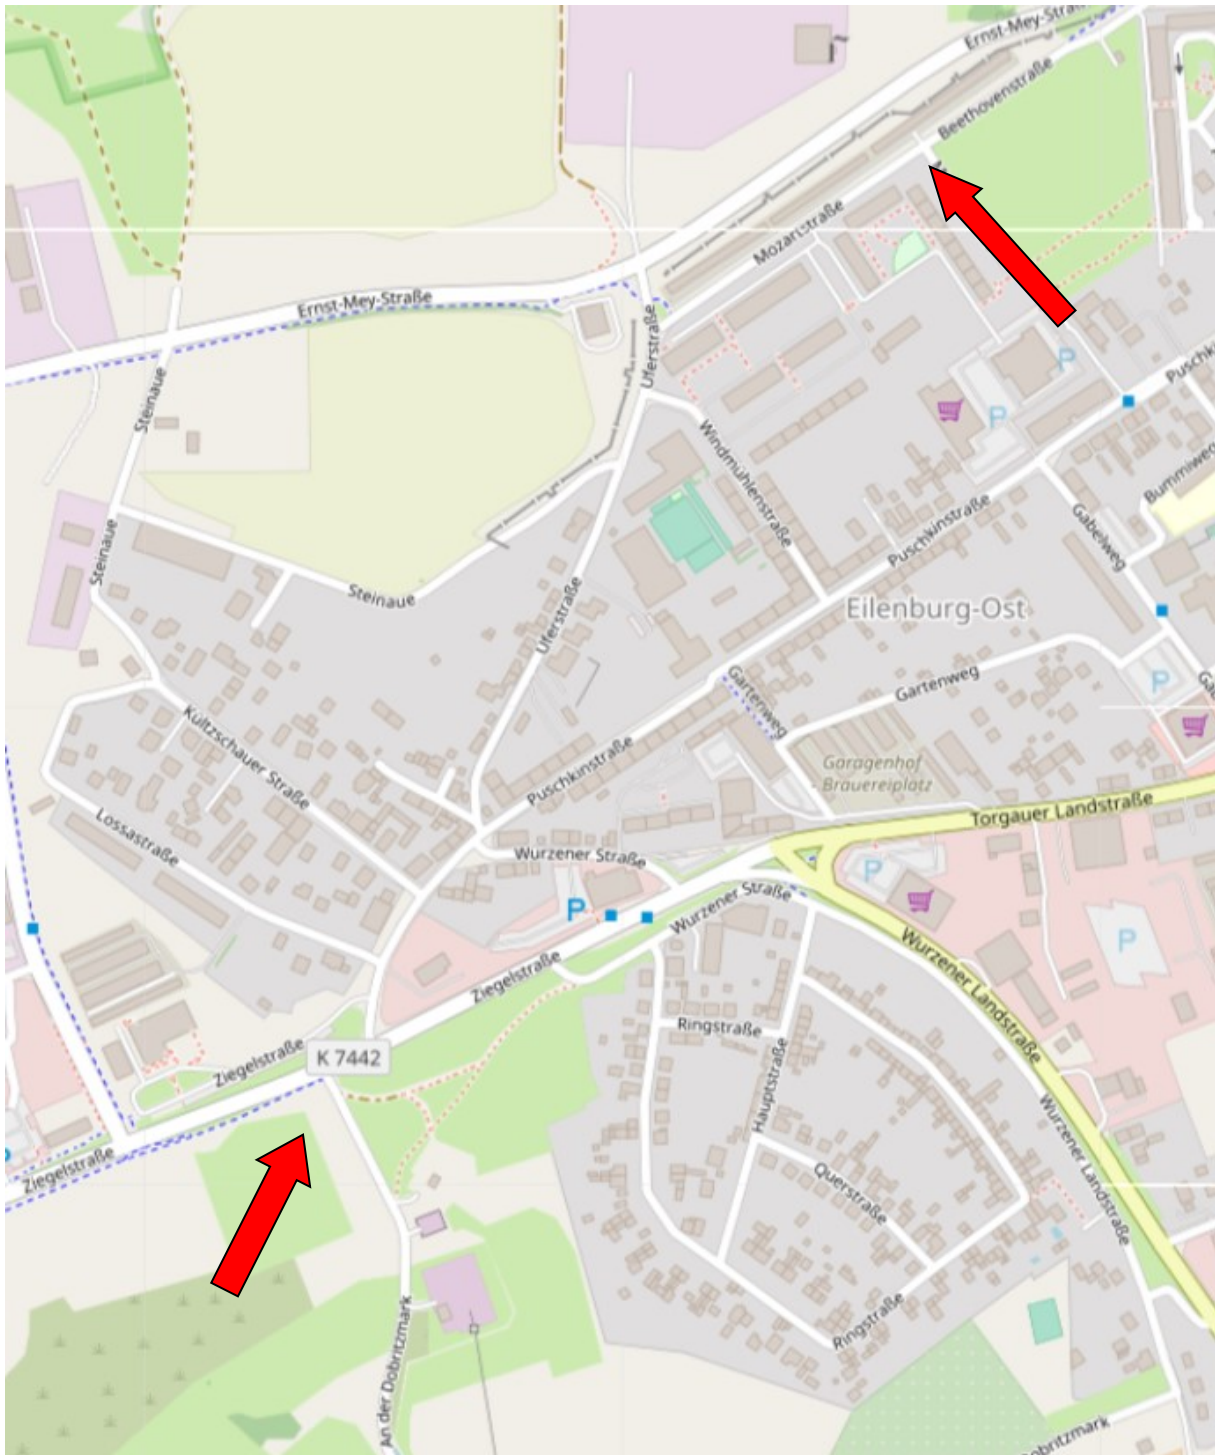 Ernst-Mey-Straße
Beethovenstraße
Mozartstraße
Ernst-Mey-Straße
Uferstraße
Steinaue
P
Windmühlenstraße
P
Puschkinstraße
Bummiweg
Gabelweg
Steinaue
Steinaue
Uferstraße
Eilenburg-Ost
Gartenweg
Gartenweg
P
Kültzschauer Straße
Puschkinstraße
Garagenhof
Brauereiplatz
Torgauer Landstraße
Lossastraße
Wurzener Straße
P
P
Wurzener Straße
P
Wurzener Landstraße
Ziegelstraße
Ringstraße
Hauptstraße
K 7442
Ziegelstraße
Wurzener Landstraße
Ziegelstraße
Querstraße
Ringstraße
An der Dobritzmark